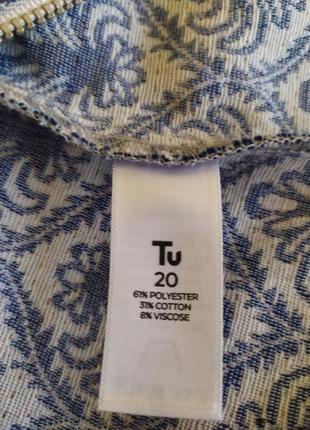 Tu
20
61% POLYESTER
31% COTTON
8% VISCOSE